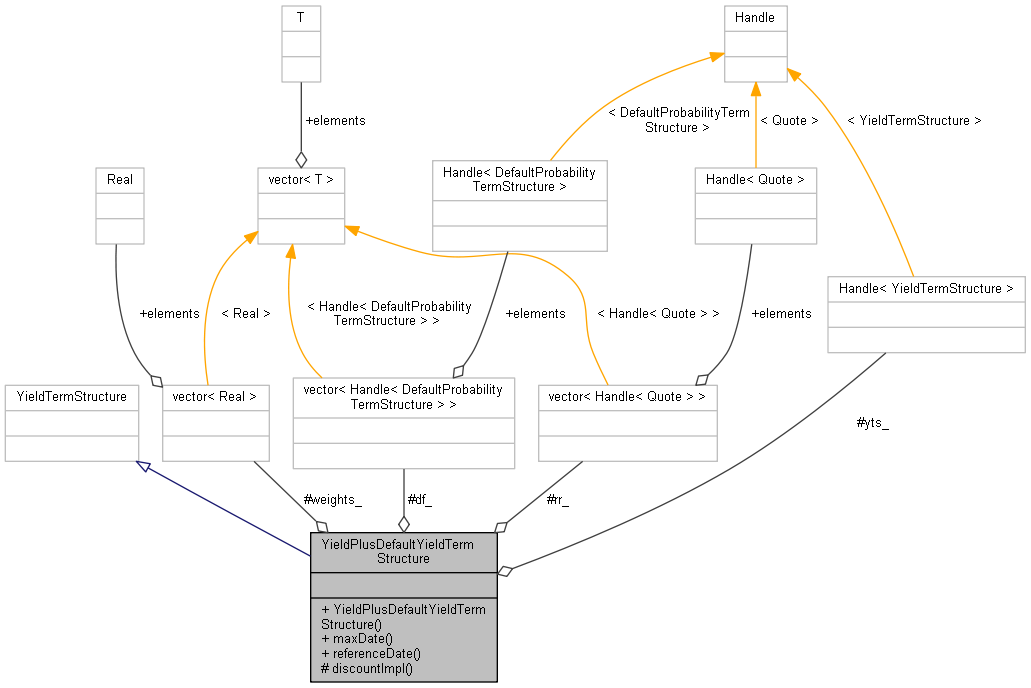 T
Handle
+elements
< DefaultProbabilityTerm
Structure >
< Quote >
< YieldTermStructure >
Real
vector< T >
Handle< DefaultProbability
TermStructure >
Handle< Quote >
Handle< YieldTermStructure >
+elements
< Real >
< Handle< DefaultProbability
TermStructure > >
+elements
< Handle< Quote > >
+elements
YieldTermStructure
vector< Real >
vector< Handle< DefaultProbability
TermStructure > >
vector< Handle< Quote > >
#yts_
#weights_
#df_
#rr_
YieldPlusDefaultYieldTerm
Structure
+ YieldPlusDefaultYieldTerm
Structure()
+ maxDate()
+ referenceDate()
# discountImpl()